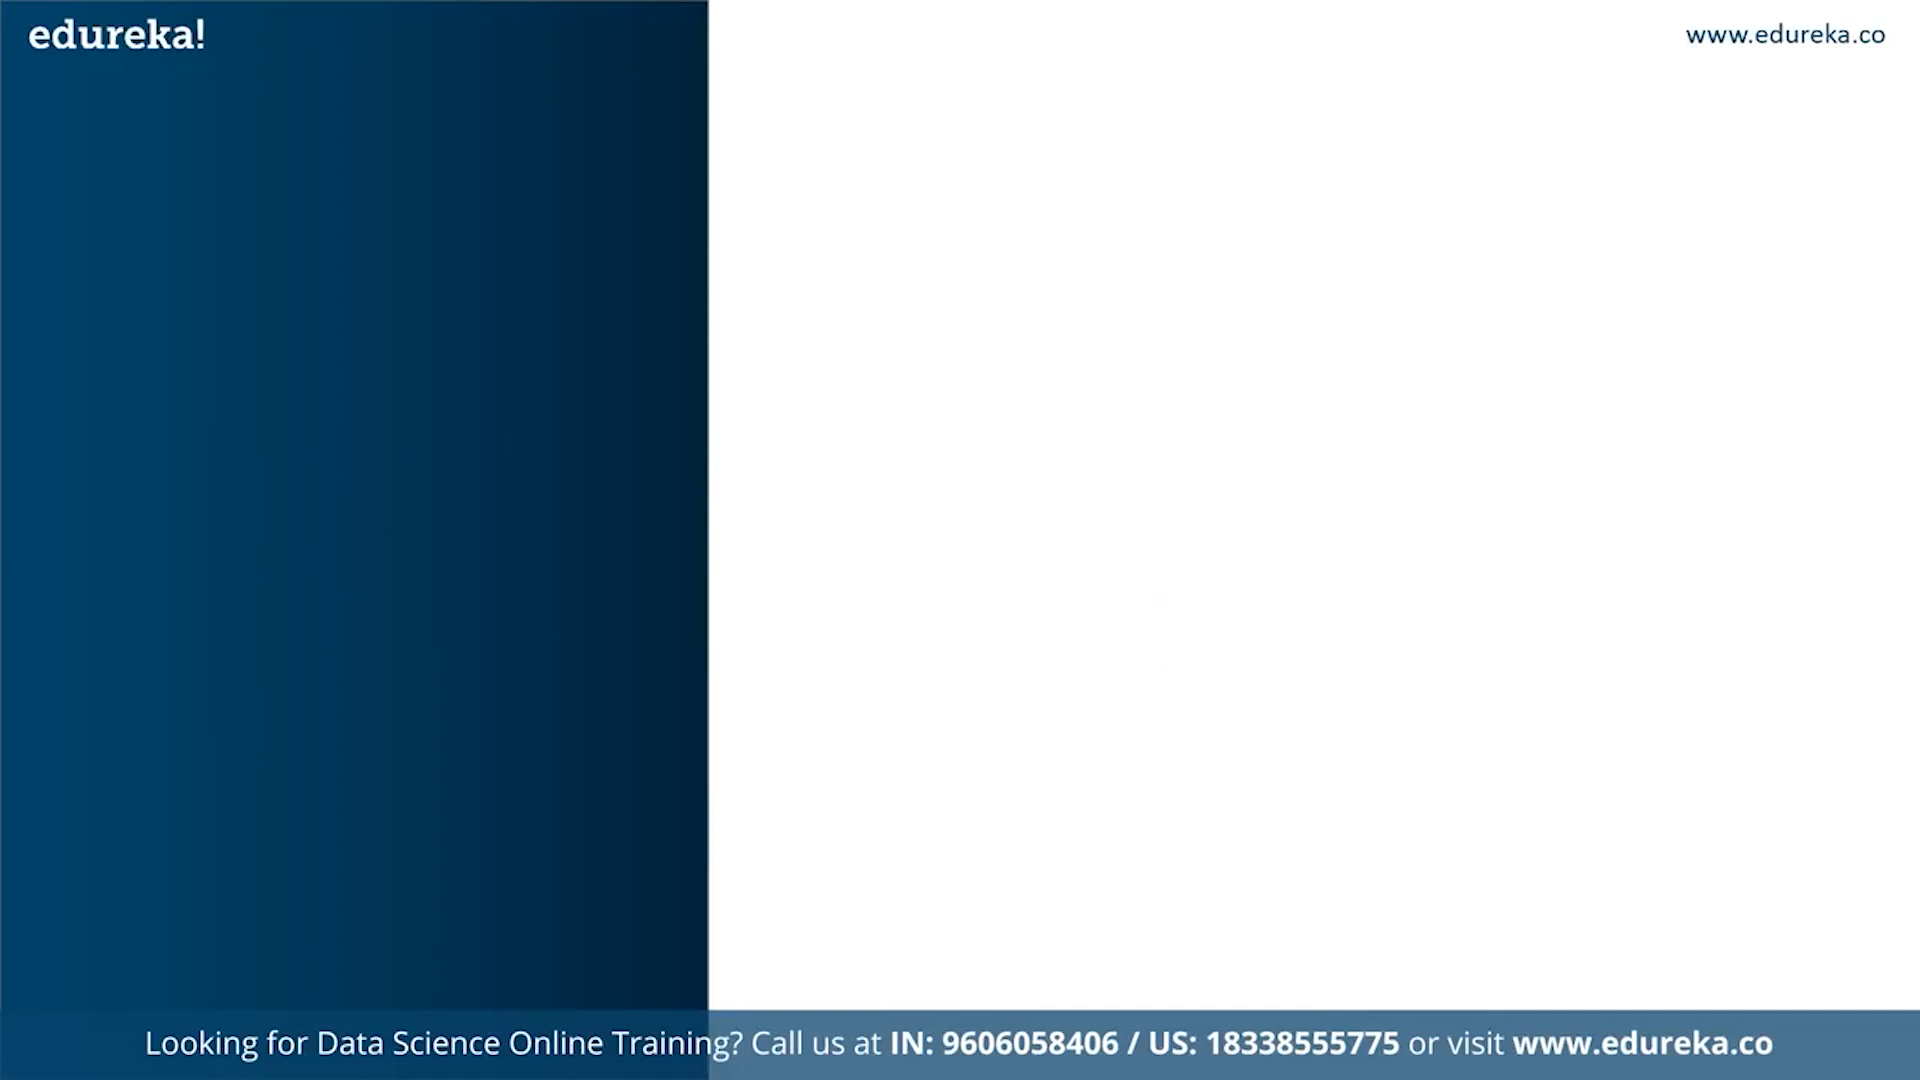 edureka!
www.edureka.co
Looking for Data Science Online Training? Call us at IN: 9606058406 / US: 18338555775 or visit www.edureka.co